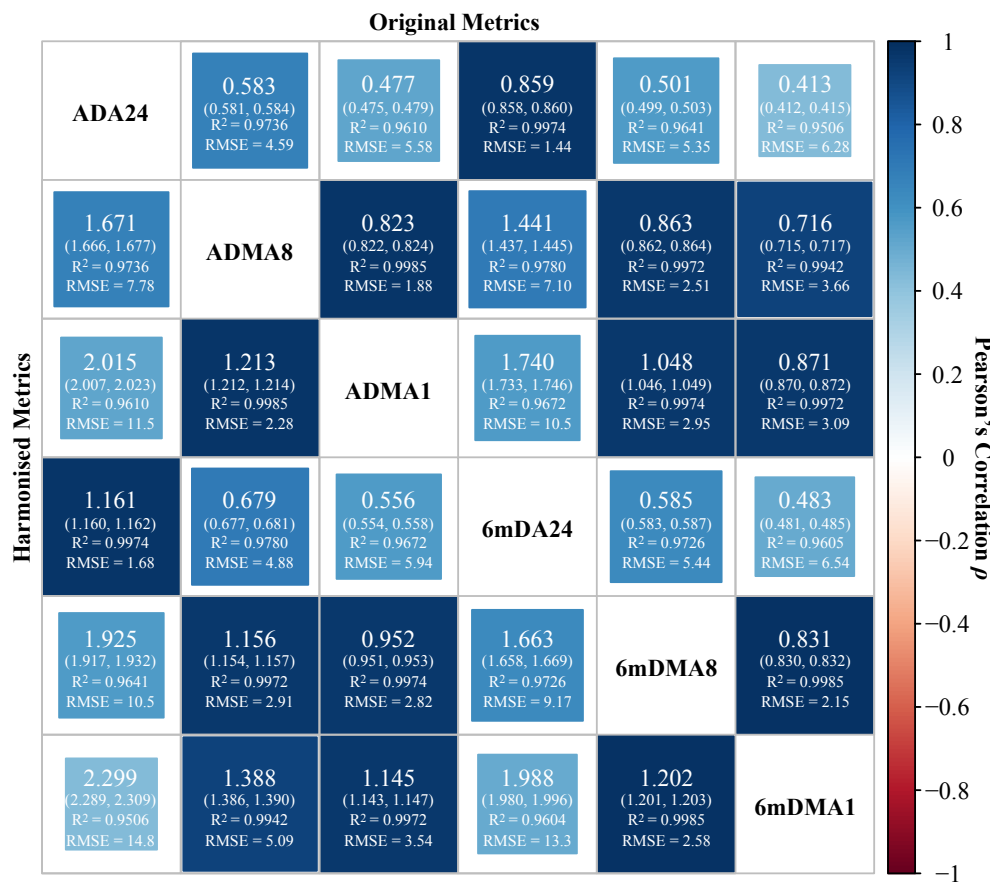 Original Metrics
Harmonised Metrics
ADA24
0.583
(0.581, 0.584)
R² = 0.9736
RMSE = 4.59
0.477
(0.475, 0.479)
R² = 0.9610
RMSE = 5.58
0.859
(0.858, 0.860)
R² = 0.9974
RMSE = 1.44
0.501
(0.499, 0.503)
R² = 0.9641
RMSE = 5.35
0.413
(0.412, 0.415)
R² = 0.9506
RMSE = 6.28
1.671
(1.666, 1.677)
R² = 0.9736
RMSE = 7.78
ADMA8
0.823
(0.822, 0.824)
R² = 0.9985
RMSE = 1.88
1.441
(1.437, 1.445)
R² = 0.9780
RMSE = 7.10
0.863
(0.862, 0.864)
R² = 0.9972
RMSE = 2.51
0.716
(0.715, 0.717)
R² = 0.9942
RMSE = 3.66
2.015
(2.007, 2.023)
R² = 0.9610
RMSE = 11.5
1.213
(1.212, 1.214)
R² = 0.9985
RMSE = 2.28
ADMA1
1.740
(1.733, 1.746)
R² = 0.9672
RMSE = 10.5
1.048
(1.046, 1.049)
R² = 0.9974
RMSE = 2.95
0.871
(0.870, 0.872)
R² = 0.9972
RMSE = 3.09
1.161
(1.160, 1.162)
R² = 0.9974
RMSE = 1.68
0.679
(0.677, 0.681)
R² = 0.9780
RMSE = 4.88
0.556
(0.554, 0.558)
R² = 0.9672
RMSE = 5.94
6mDA24
0.585
(0.583, 0.587)
R² = 0.9726
RMSE = 5.44
0.483
(0.481, 0.485)
R² = 0.9605
RMSE = 6.54
1.925
(1.917, 1.932)
R² = 0.9641
RMSE = 10.5
1.156
(1.154, 1.157)
R² = 0.9972
RMSE = 2.91
0.952
(0.951, 0.953)
R² = 0.9974
RMSE = 2.82
1.663
(1.658, 1.669)
R² = 0.9726
RMSE = 9.17
6mDMA8
0.831
(0.830, 0.832)
R² = 0.9985
RMSE = 2.15
2.299
(2.289, 2.309)
R² = 0.9506
RMSE = 14.8
1.388
(1.386, 1.390)
R² = 0.9942
RMSE = 5.09
1.145
(1.143, 1.147)
R² = 0.9972
RMSE = 3.54
1.988
(1.980, 1.996)
R² = 0.9604
RMSE = 13.3
1.202
(1.201, 1.203)
R² = 0.9985
RMSE = 2.58
6mDMA1
1
0.8
0.6
0.4
0.2
0
−0.2
−0.4
−0.6
−0.8
−1
Pearson's Correlation ρ